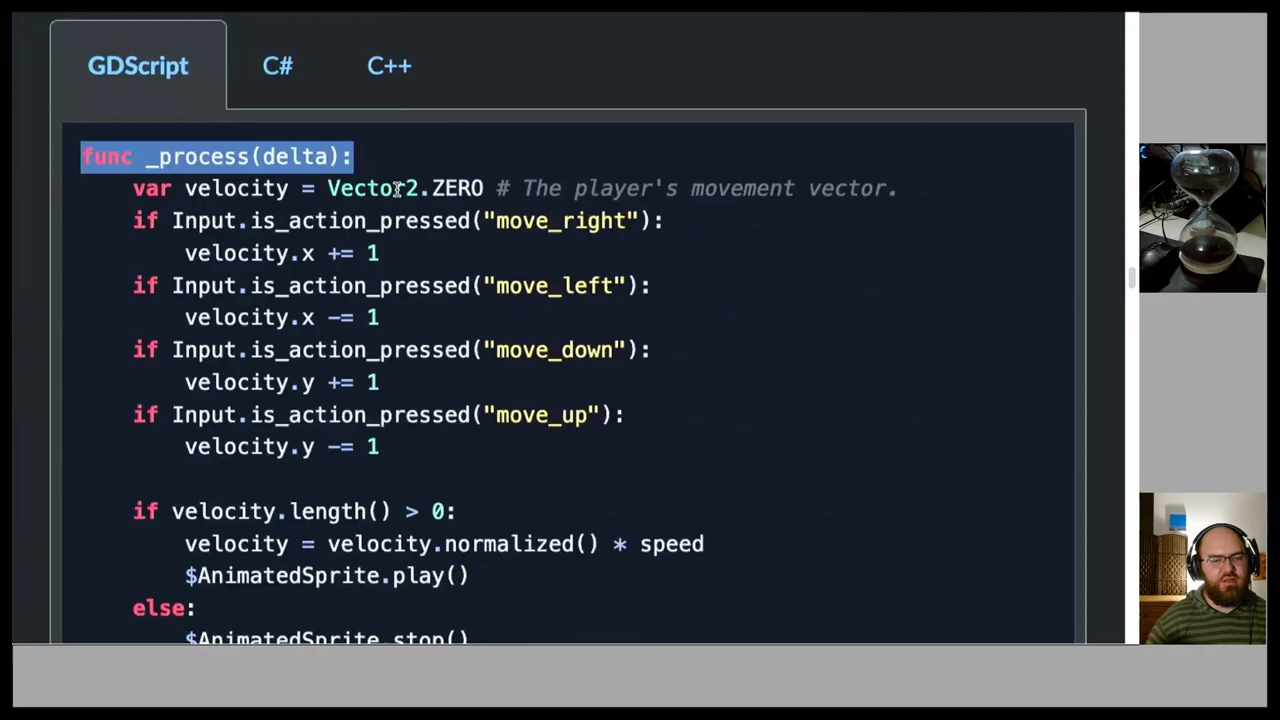 GDScript C# C++
func _process(delta):
var velocity = Vector2.ZERO # The player's movement vector.
if Input.is_action_pressed("move_right"):
velocity.x += 1
if Input.is_action_pressed("move_left"):
velocity.x -= 1
if Input.is_action_pressed("move_down"):
velocity.y += 1
if Input.is_action_pressed("move_up"):
velocity.y -= 1
if velocity.length() > 0:
velocity = velocity.normalized() * speed
$AnimatedSprite.play()
else:
$AnimatedSprite.stop()